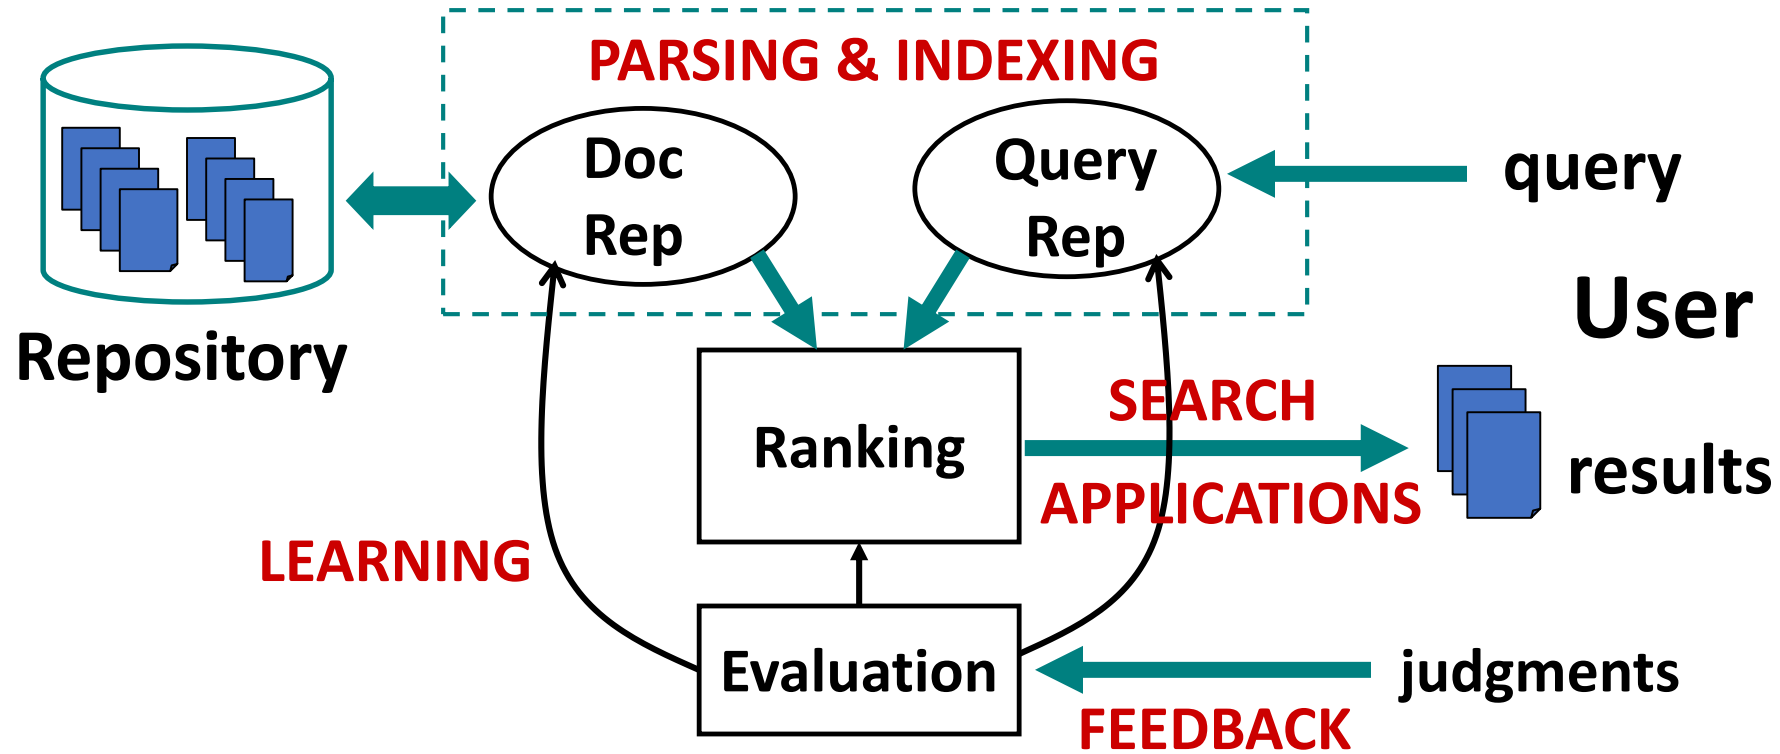 PARSING & INDEXING
Doc
Rep
Query
Rep
query
User
Repository
SEARCH
Ranking
APPLICATIONS
results
LEARNING
Evaluation
judgments
FEEDBACK